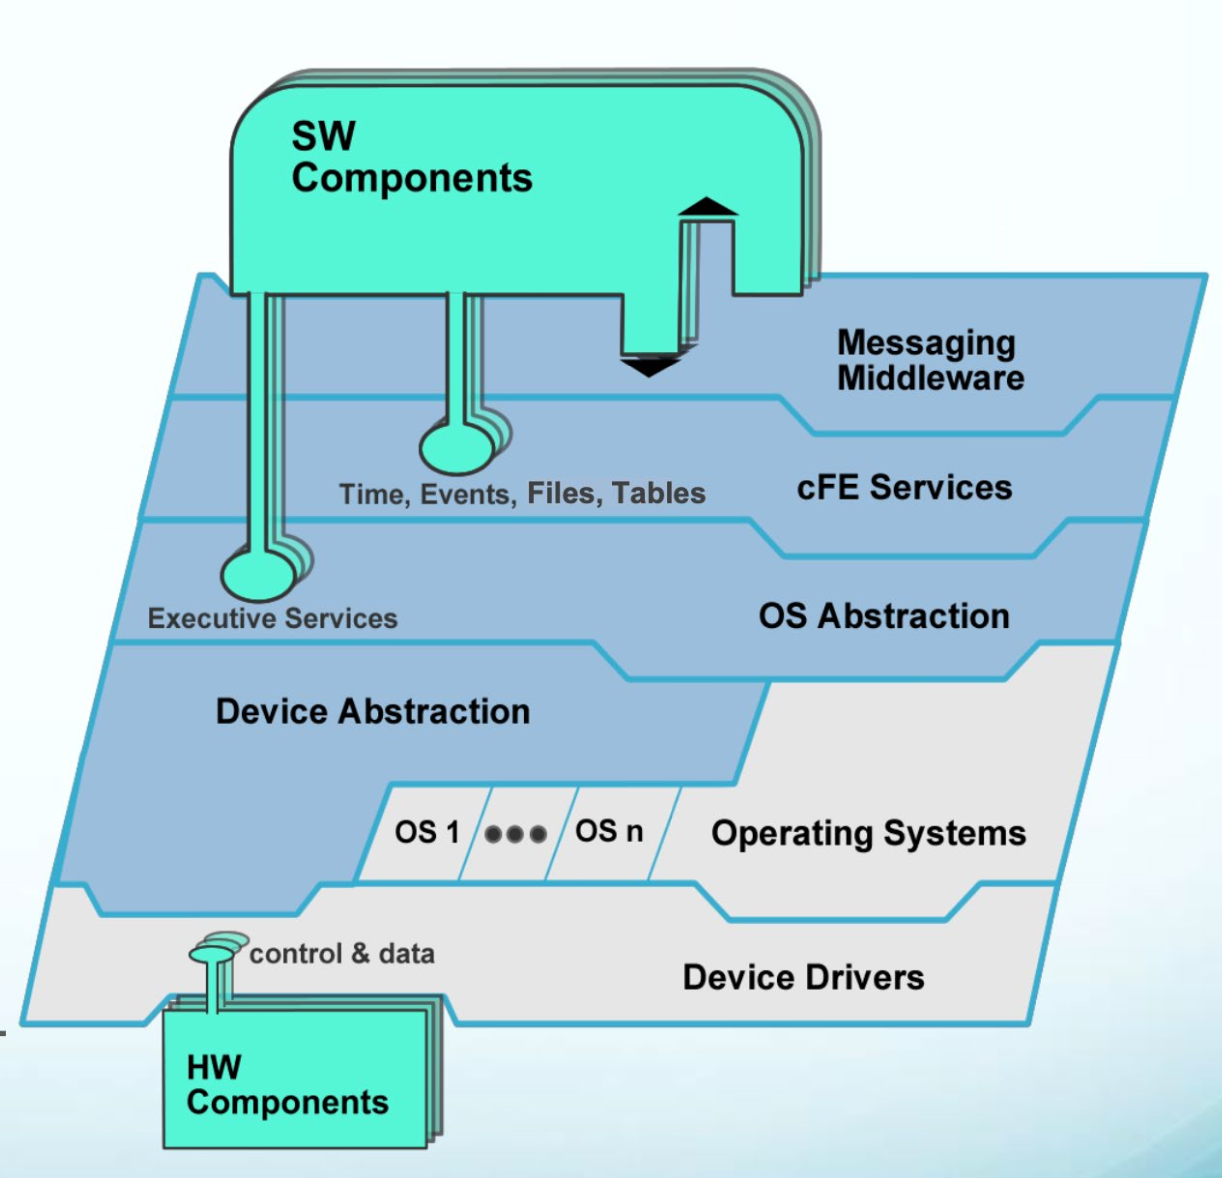 SW
Components
Messaging
Middleware
Time, Events, Files, Tables
cFE Services
Executive Services
OS Abstraction
Device Abstraction
OS 1
OS n
Operating Systems
control & data
Device Drivers
HW
Components